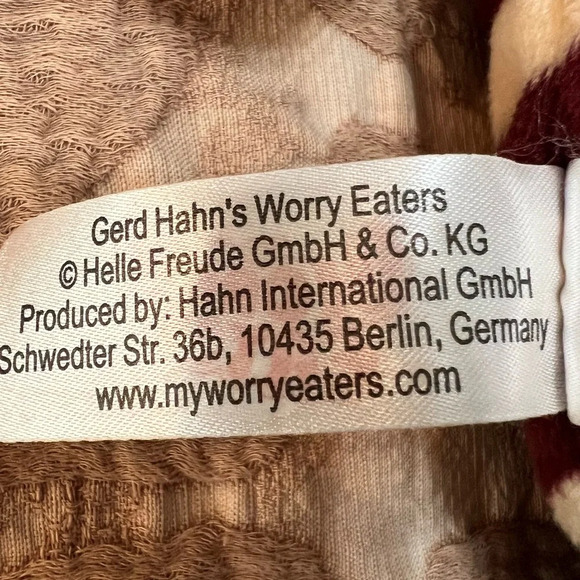 Gerd Hahn's Worry Eaters
© Helle Freude GmbH & Co. KG
Produced by: Hahn International GmbH
Schwedter Str. 36b, 10435 Berlin, Germany
www.myworryeaters.com